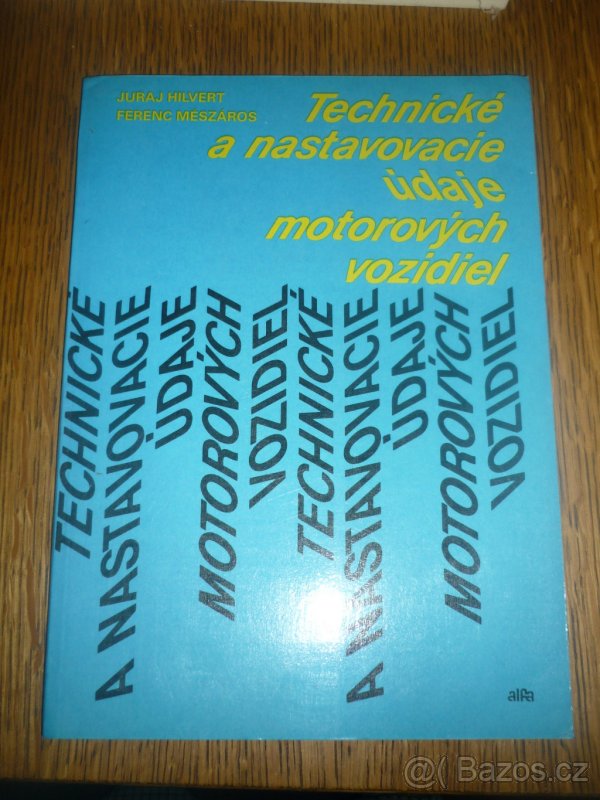 JURAJ HILVERT
FERENC MÉSZÁROS
Technické
a nastavovacie
údaje
motorových
vozidiel
TECHNICKÉ
A NASTAVOVACIE
ÚDAJE
MOTOROVÝCH
VOZIDIEL
TECHNICKÉ
A NASTAVOVACIE
ÚDAJE
MOTOROVÝCH
VOZIDIEL
alfa
Bazos.cz